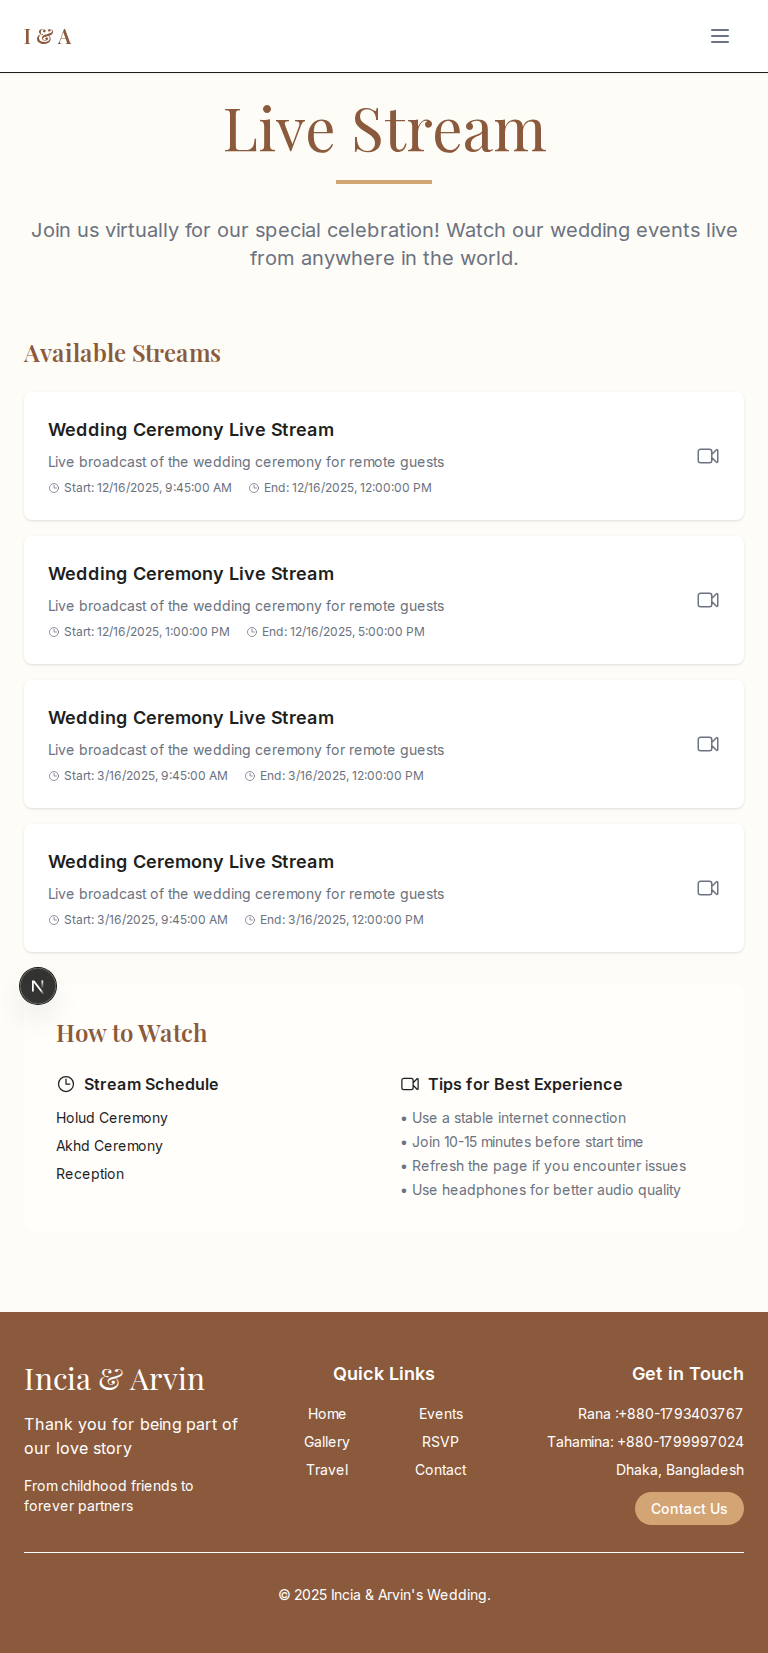 I & A
Live Stream
Join us virtually for our special celebration! Watch our wedding events live
from anywhere in the world.
Available Streams
Wedding Ceremony Live Stream
Live broadcast of the wedding ceremony for remote guests
Start: 12/16/2025, 9:45:00 AM End: 12/16/2025, 12:00:00 PM
Wedding Ceremony Live Stream
Live broadcast of the wedding ceremony for remote guests
Start: 12/16/2025, 1:00:00 PM End: 12/16/2025, 5:00:00 PM
Wedding Ceremony Live Stream
Live broadcast of the wedding ceremony for remote guests
Start: 3/16/2025, 9:45:00 AM End: 3/16/2025, 12:00:00 PM
Wedding Ceremony Live Stream
Live broadcast of the wedding ceremony for remote guests
Start: 3/16/2025, 9:45:00 AM End: 3/16/2025, 12:00:00 PM
N
How to Watch
Stream Schedule
Holud Ceremony
Akhd Ceremony
Reception
Tips for Best Experience
• Use a stable internet connection
• Join 10-15 minutes before start time
• Refresh the page if you encounter issues
• Use headphones for better audio quality
Incia & Arvin
Thank you for being part of
our love story
From childhood friends to
forever partners
Quick Links
Home Events
Gallery RSVP
Travel Contact
Get in Touch
Rana :+880-1793403767
Tahamina: +880-1799997024
Dhaka, Bangladesh
Contact Us
© 2025 Incia & Arvin's Wedding.